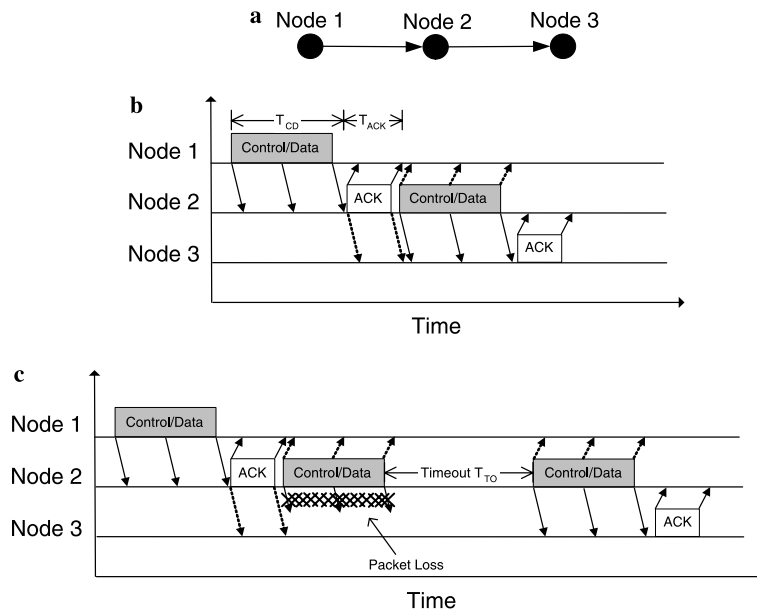 a
Node 1 Node 2 Node 3
b
T_CD T_ACK
Node 1 Control/Data
Node 2 ACK Control/Data
Node 3 ACK
Time
c
Node 1 Control/Data
Node 2 ACK Control/Data Timeout T_TO Control/Data
Node 3 ACK
Packet Loss
Time